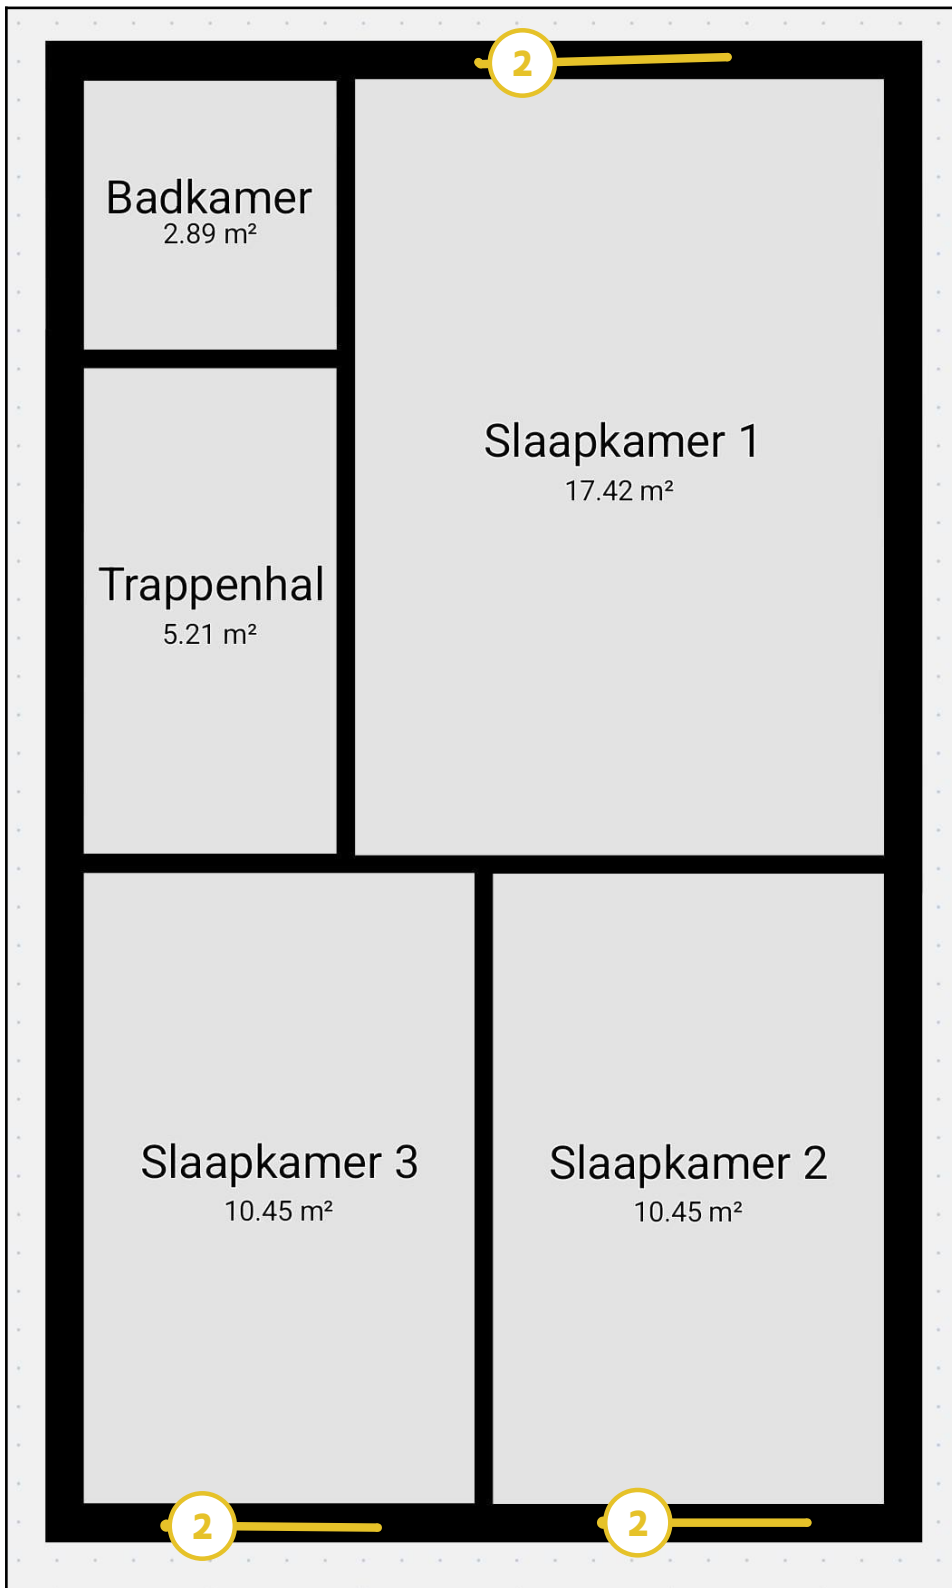 2
Badkamer
2.89 m²
Slaapkamer 1
17.42 m²
Trappenhal
5.21 m²
Slaapkamer 3
10.45 m²
Slaapkamer 2
10.45 m²
2
2